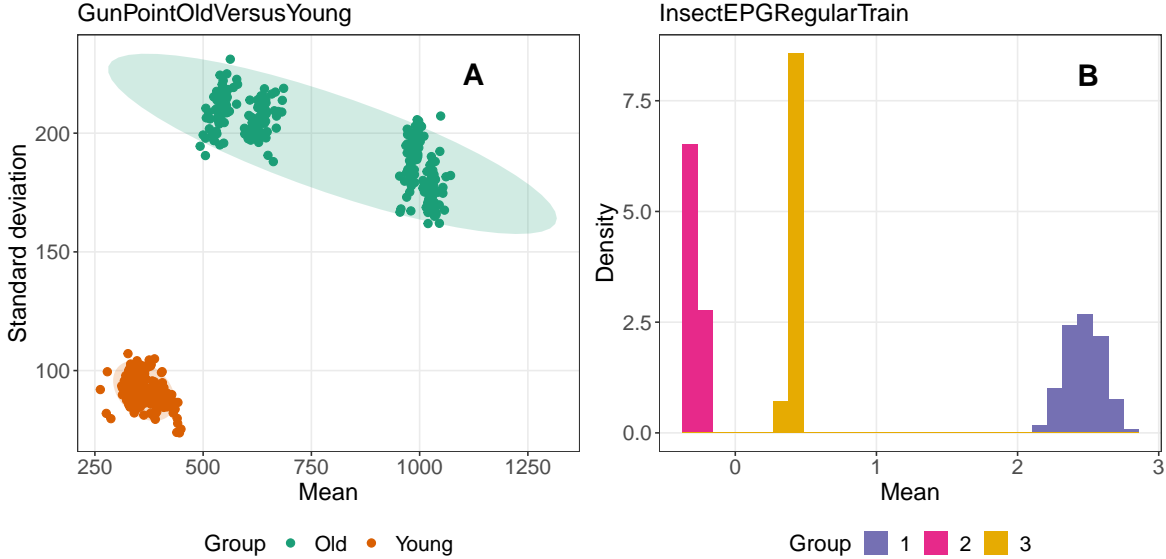 GunPointOldVersusYoung
A
200
150
100
Standard deviation
250 500 750 1000 1250
Mean
Group Old Young
InsectEPGRegularTrain
B
7.5
5.0
2.5
0.0
Density
0 1 2 3
Mean
Group 1 2 3